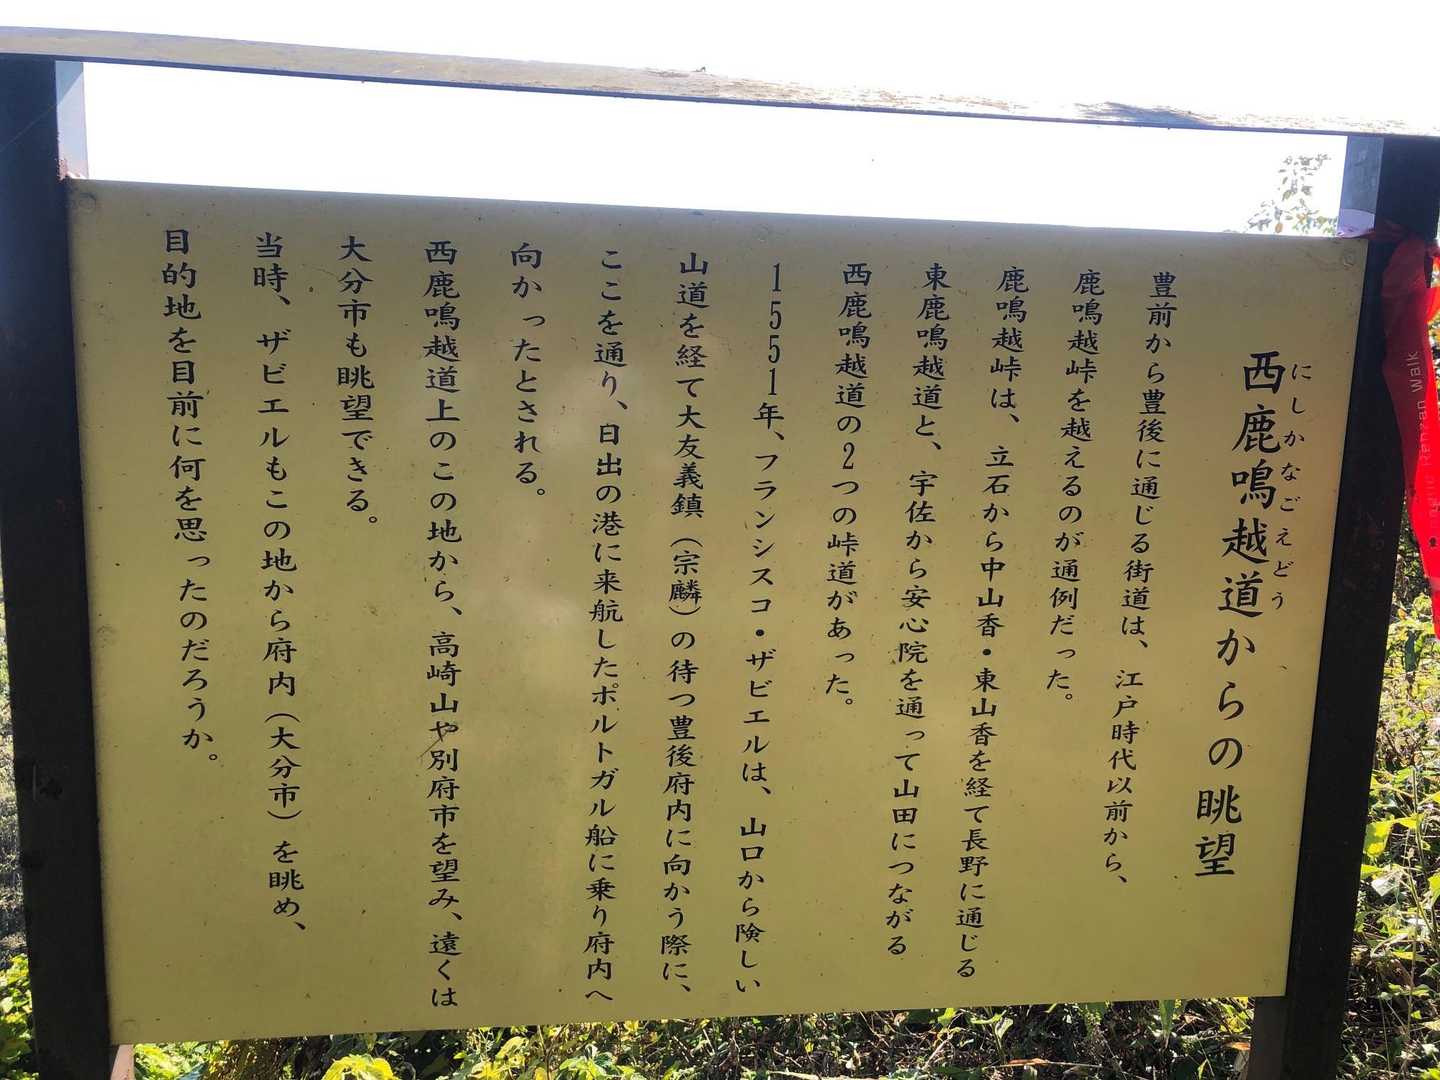 西鹿鳴越道からの眺望
にしかなごえどう
豊前から豊後に通じる街道は、江戸時代以前から、
鹿鳴越峠を越えるのが通例だった。
鹿鳴越峠は、立石から中山香・東山香を経て長野に通じる
東鹿鳴越道と、宇佐から安心院を通って山田につながる
西鹿鳴越道の2つの峠道があった。
1551年、フランシスコ・ザビエルは、山口から険しい
山道を経て大友義鎮（宗麟）の待つ豊後府内に向かう際に、
ここを通り、日出の港に来航したポルトガル船に乗り府内へ
向かったとされる。
西鹿鳴越道上のこの地から、高崎山や別府市を望み、遠くは
大分市も眺望できる。
当時、ザビエルもこの地から府内（大分市）を眺め、
目的地を目前に何を思ったのだろうか。